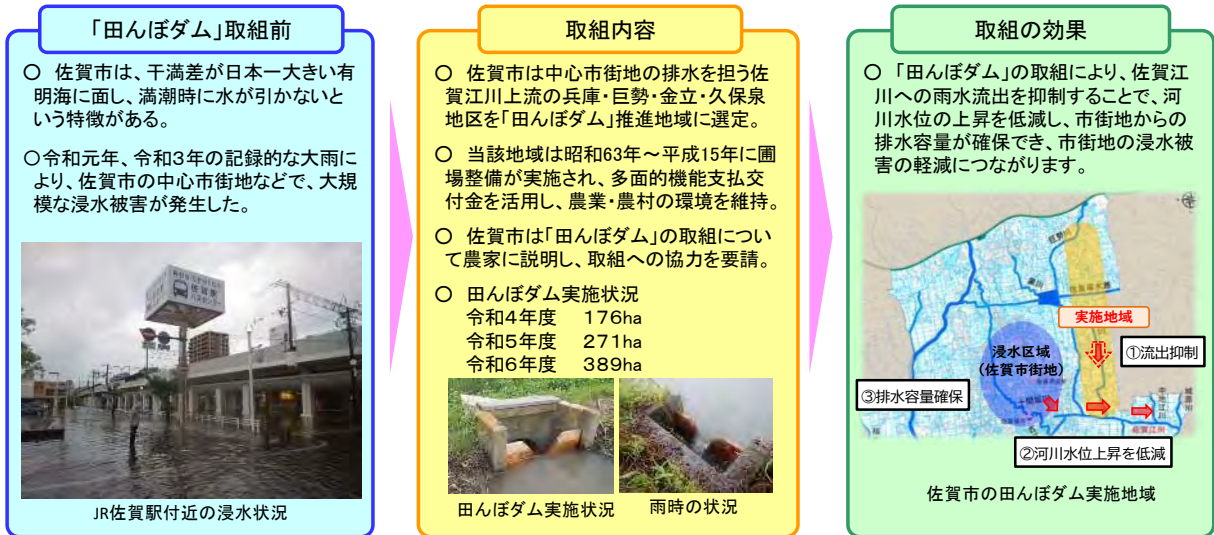 「田んぼダム」取組前
○ 佐賀市は、干満差が日本一大きい有
明海に面し、満潮時に水が引かないと
いう特徴がある。
○令和元年、令和3年の記録的な大雨に
より、佐賀市の中心市街地などで、大規
模な浸水被害が発生した。
佐賀駅
バスセンター
JR佐賀駅付近の浸水状況
取組内容
○ 佐賀市は中心市街地の排水を担う佐
賀江川上流の兵庫・巨勢・金立・久保泉
地区を「田んぼダム」推進地域に選定。
○ 当該地域は昭和63年~平成15年に圃
場整備が実施され、多面的機能支払交
付金を活用し、農業・農村の環境を維持。
○ 佐賀市は「田んぼダム」の取組につい
て農家に説明し、取組への協力を要請。
○ 田んぼダム実施状況
令和4年度 176ha
令和5年度 271ha
令和6年度 389ha
田んぼダム実施状況
雨時の状況
取組の効果
○ 「田んぼダム」の取組により、佐賀江
川への雨水流出を抑制することで、河
川水位の上昇を低減し、市街地からの
排水容量が確保でき、市街地の浸水被
害の軽減につながります。
巨勢川
実施地域
浸水区域
(佐賀市街地)
①流出抑制
③排水容量確保
佐賀江川
城原川
②河川水位上昇を低減
佐賀市の田んぼダム実施地域